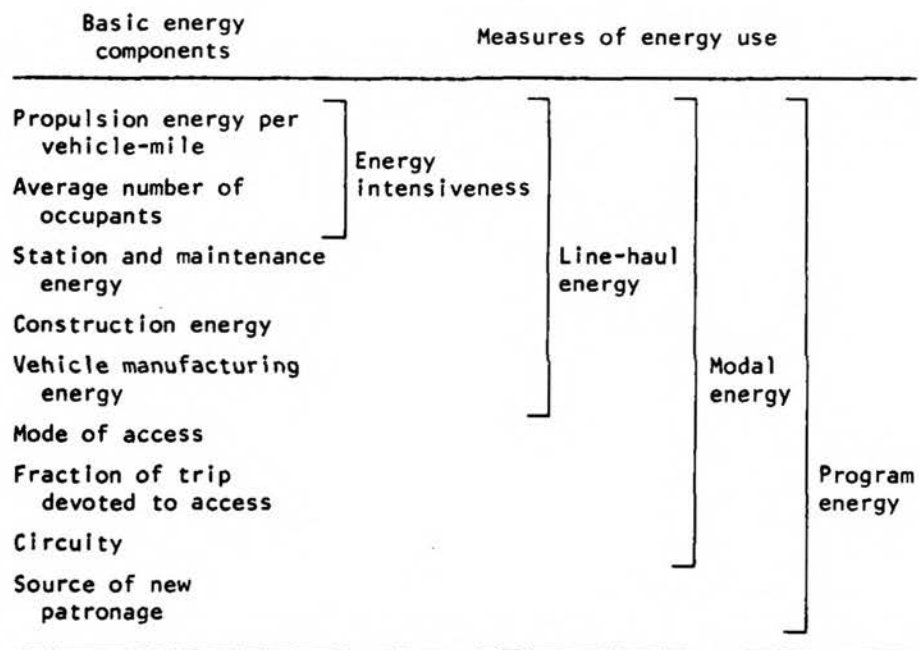 Basic energy
components
Measures of energy use
Propulsion energy per
vehicle-mile
Average number of
occupants
Station and maintenance
energy
Construction energy
Vehicle manufacturing
energy
Mode of access
Fraction of trip
devoted to access
Circuity
Source of new
patronage
Energy
intensiveness
Line-haul
energy
Modal
energy
Program
energy